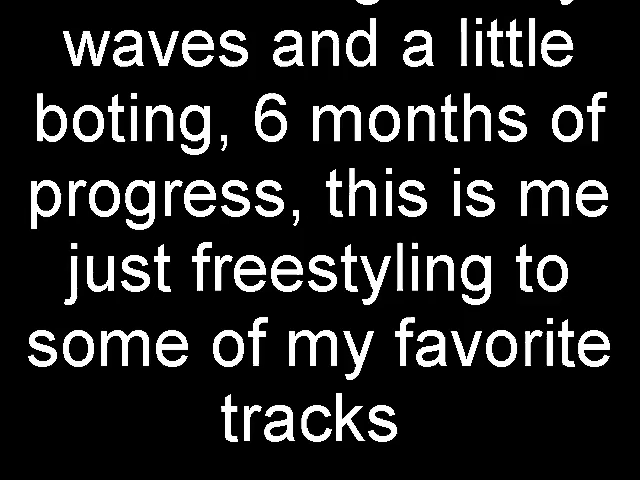 waves and a little
boting, 6 months of
progress, this is me
just freestyling to
some of my favorite
tracks